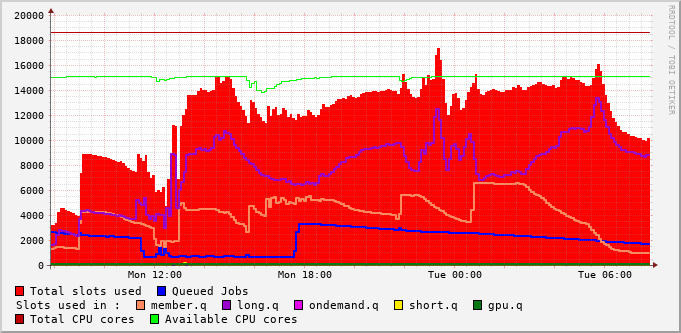 20000
18000
16000
14000
12000
10000
8000
6000
4000
2000
0
Mon 12:00 Mon 18:00 Tue 00:00 Tue 06:00
RRDTOOL / TOBI OETIKER
Total slots used Queued Jobs
Slots used in : member.q long.q ondemand.q short.q gpu.q
Total CPU cores Available CPU cores